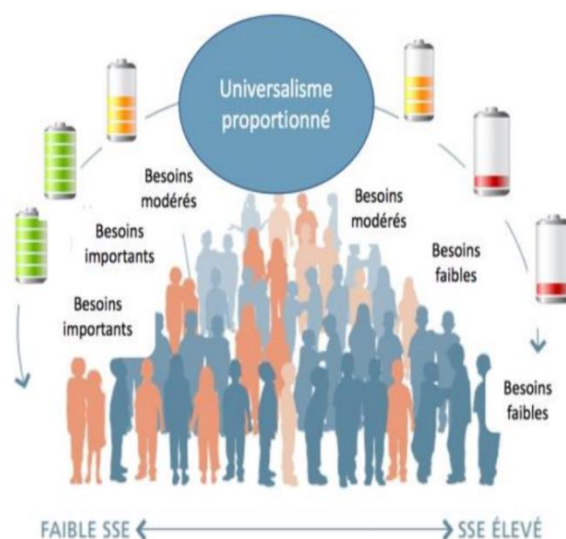 Universalisme
proportionné
Besoins
modérés
Besoins
modérés
Besoins
importants
Besoins
faibles
Besoins
importants
Besoins
faibles
FAIBLE SSE
SSE ÉLEVÉ